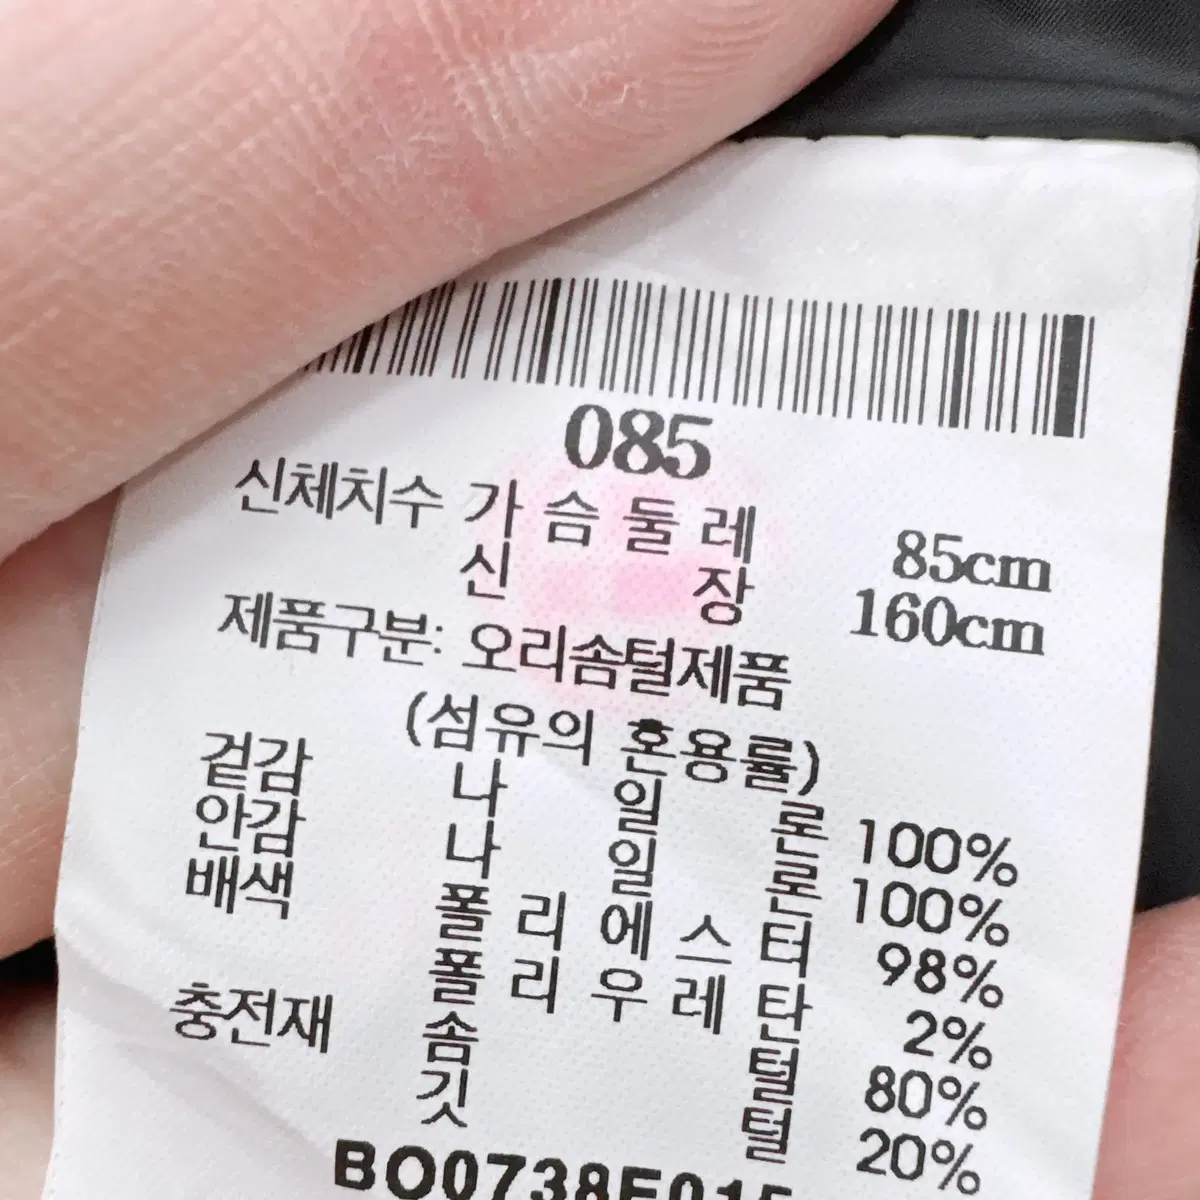 085
신체치수 가슴둘레 85cm
신장 160cm
제품구분: 오리솜털제품
(섬유의 혼용률)
겉감 나일론 100%
안감 나일론 100%
배색 폴리에스터 98%
폴리우레탄 2%
충전재 솜털 80%
깃털 20%